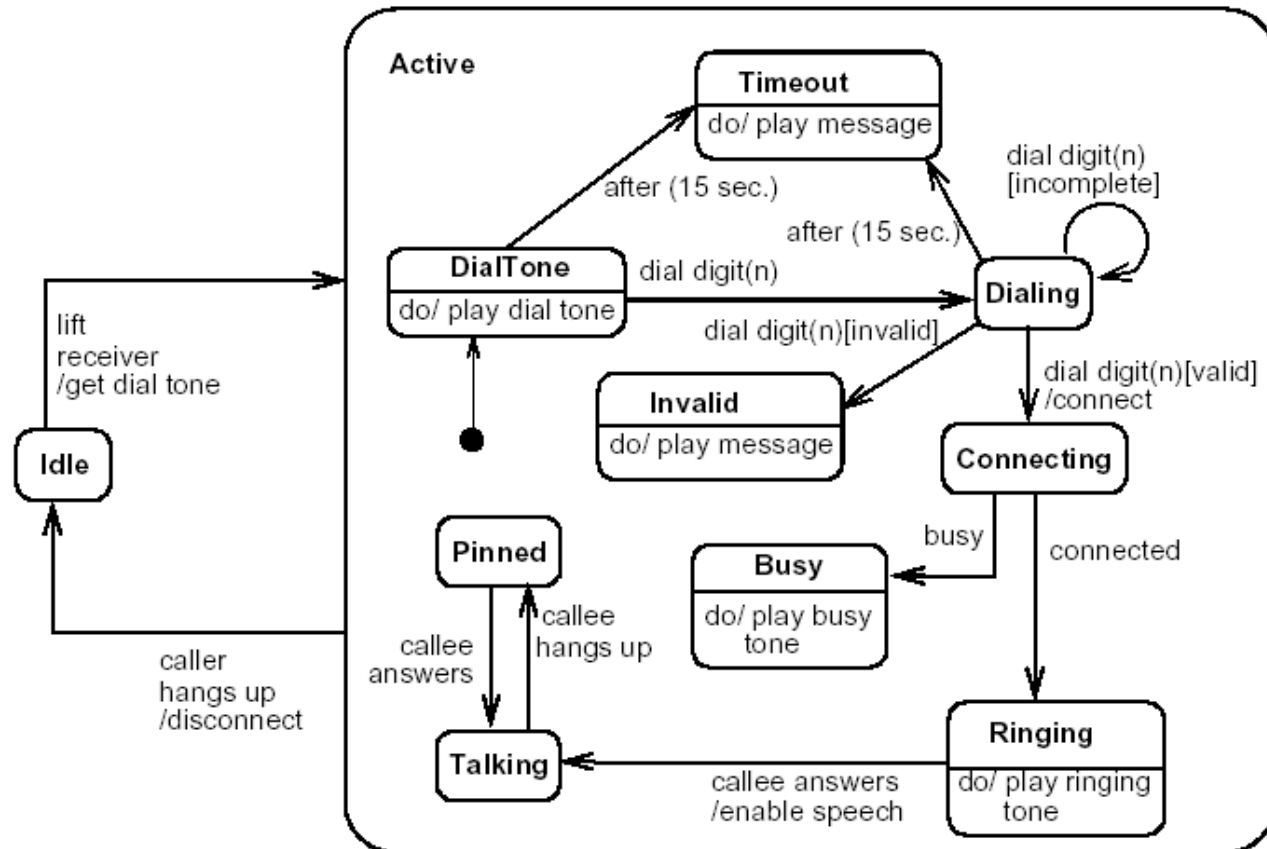 Active
Timeout
do/ play message
dial digit(n)
[incomplete]
after (15 sec.)
after (15 sec.)
DialTone
do/ play dial tone
dial digit(n)
Dialing
lift
receiver
/get dial tone
dial digit(n)[invalid]
dial digit(n)[valid]
/connect
Invalid
do/ play message
Idle
Connecting
Pinned
busy
connected
Busy
do/ play busy
tone
callee
hangs up
callee
answers
caller
hangs up
/disconnect
Talking
callee answers
/enable speech
Ringing
do/ play ringing
tone